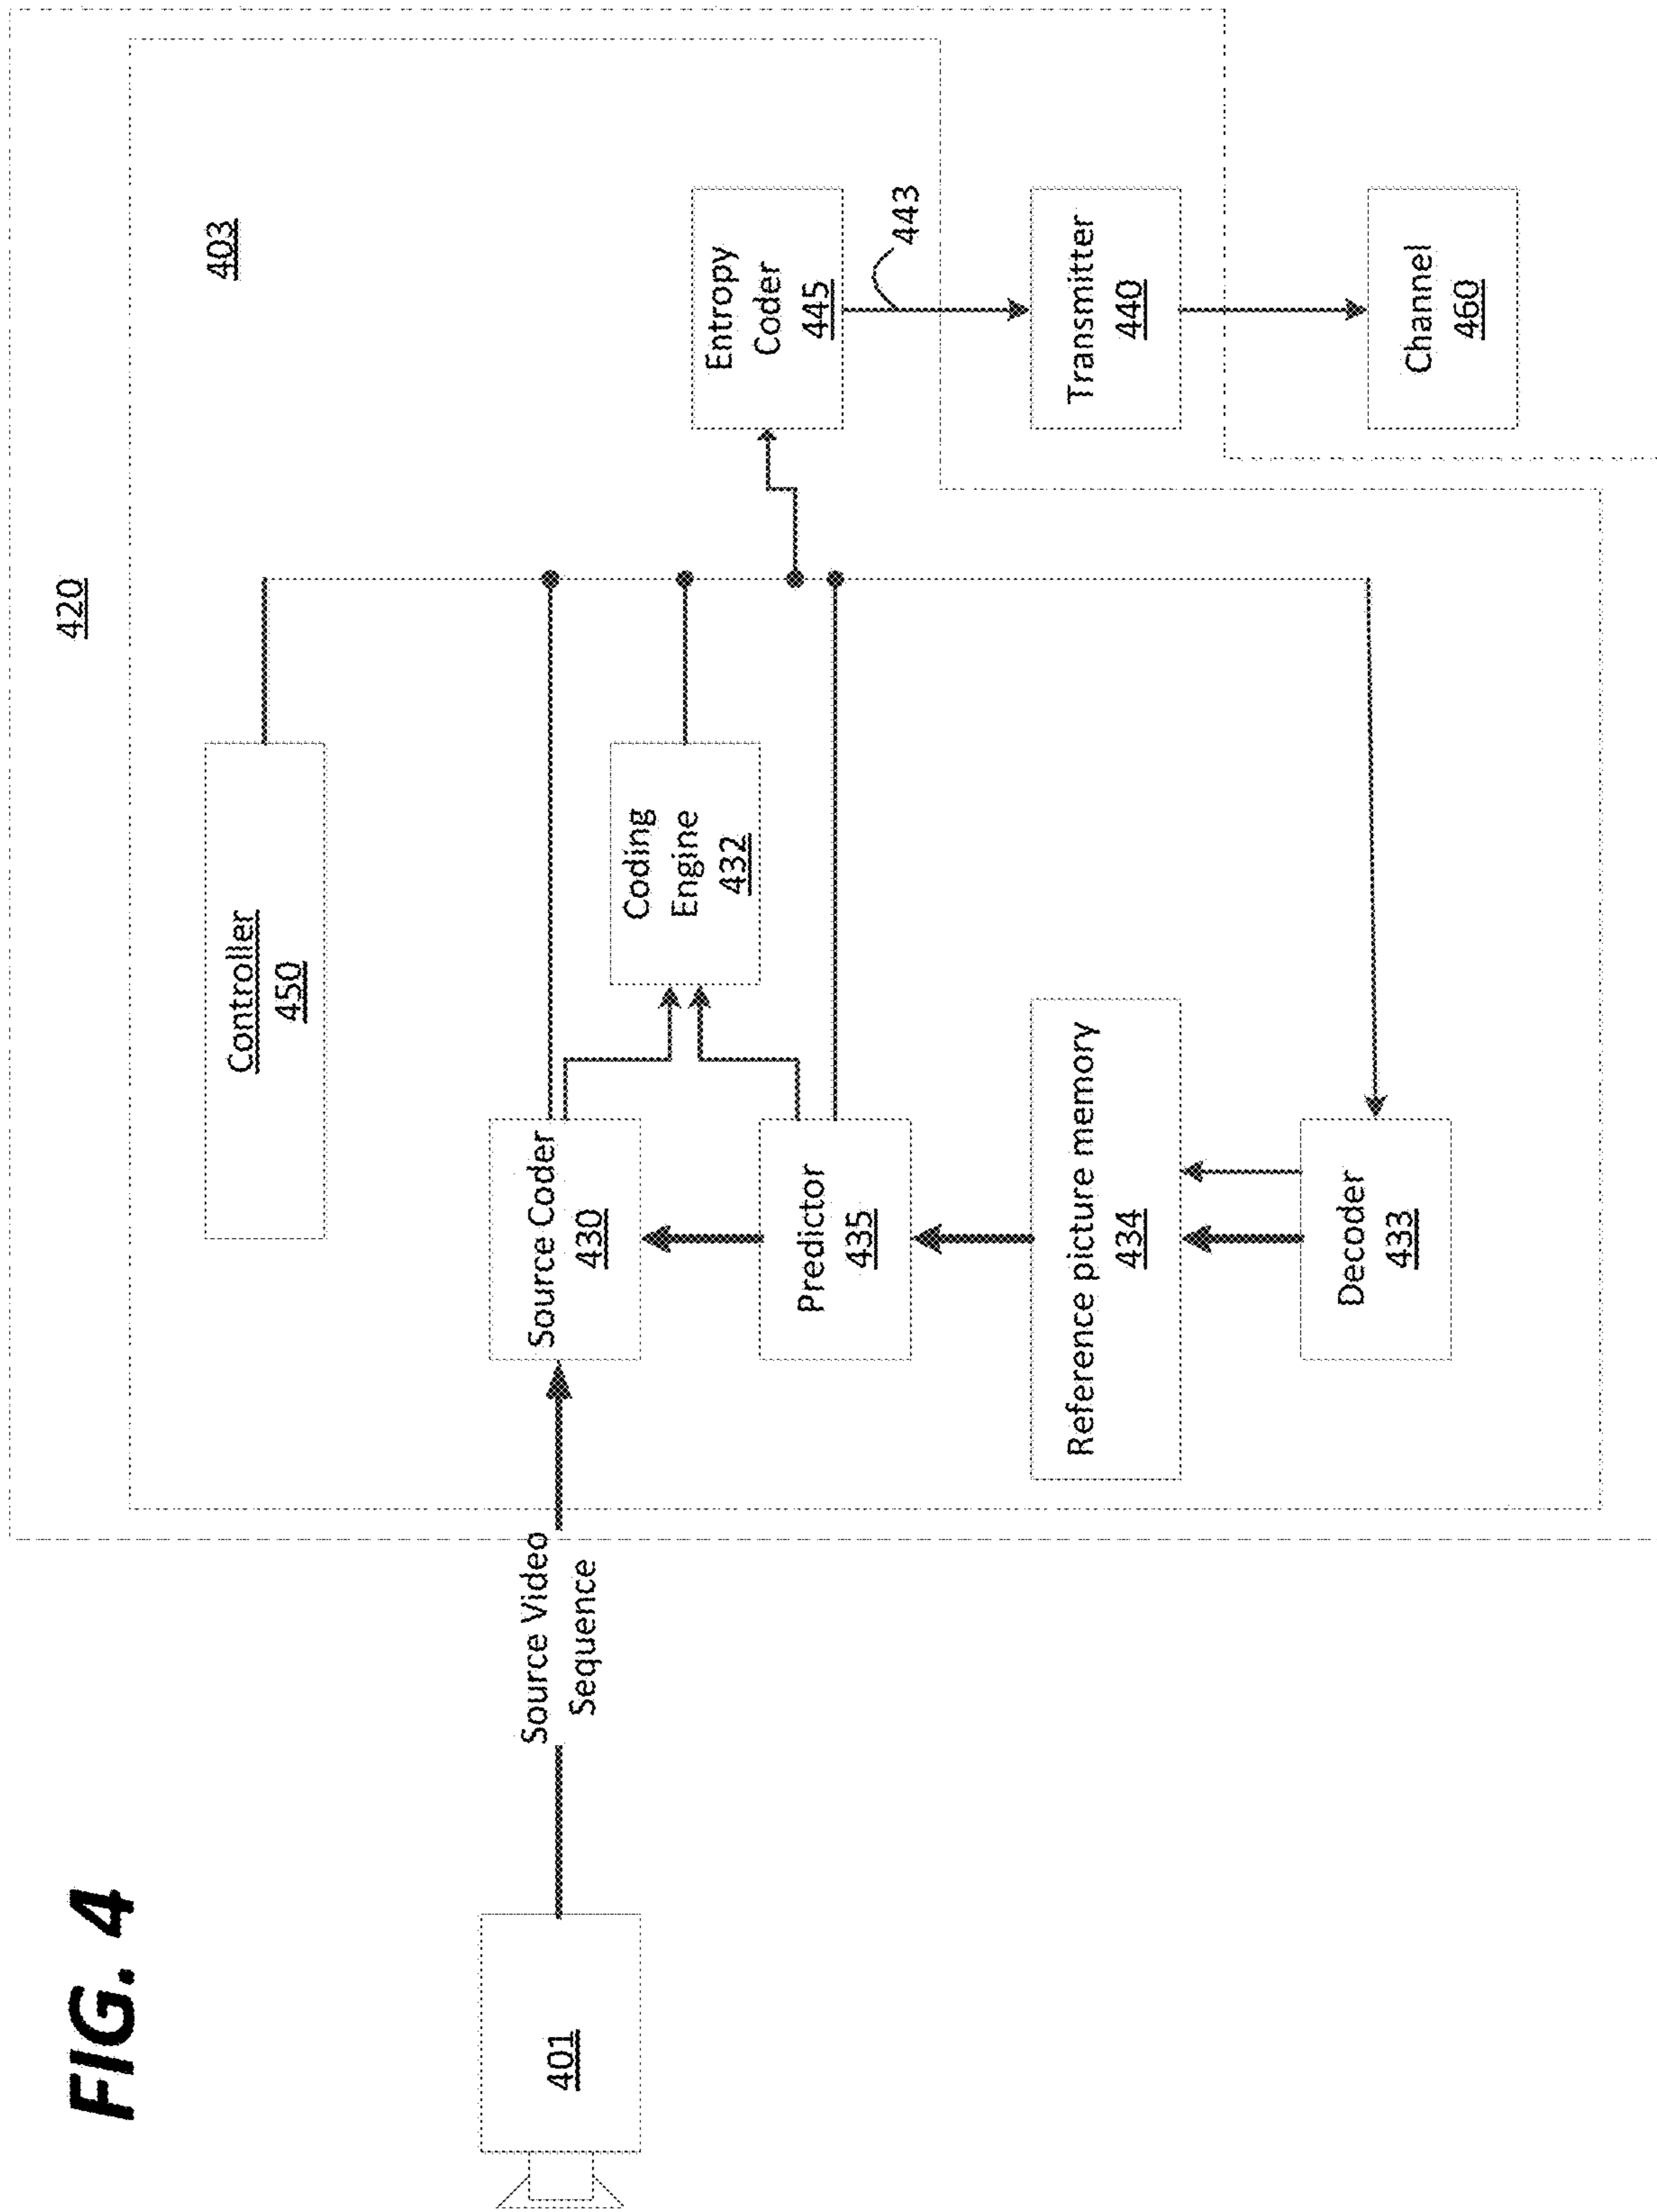 FIG. 4
420
403
Controller
450
401
Source Video
Sequence
Source Coder
430
Coding
Engine
432
Entropy
Coder
445
443
Predictor
435
Reference picture memory
434
Transmitter
440
Decoder
433
Channel
460